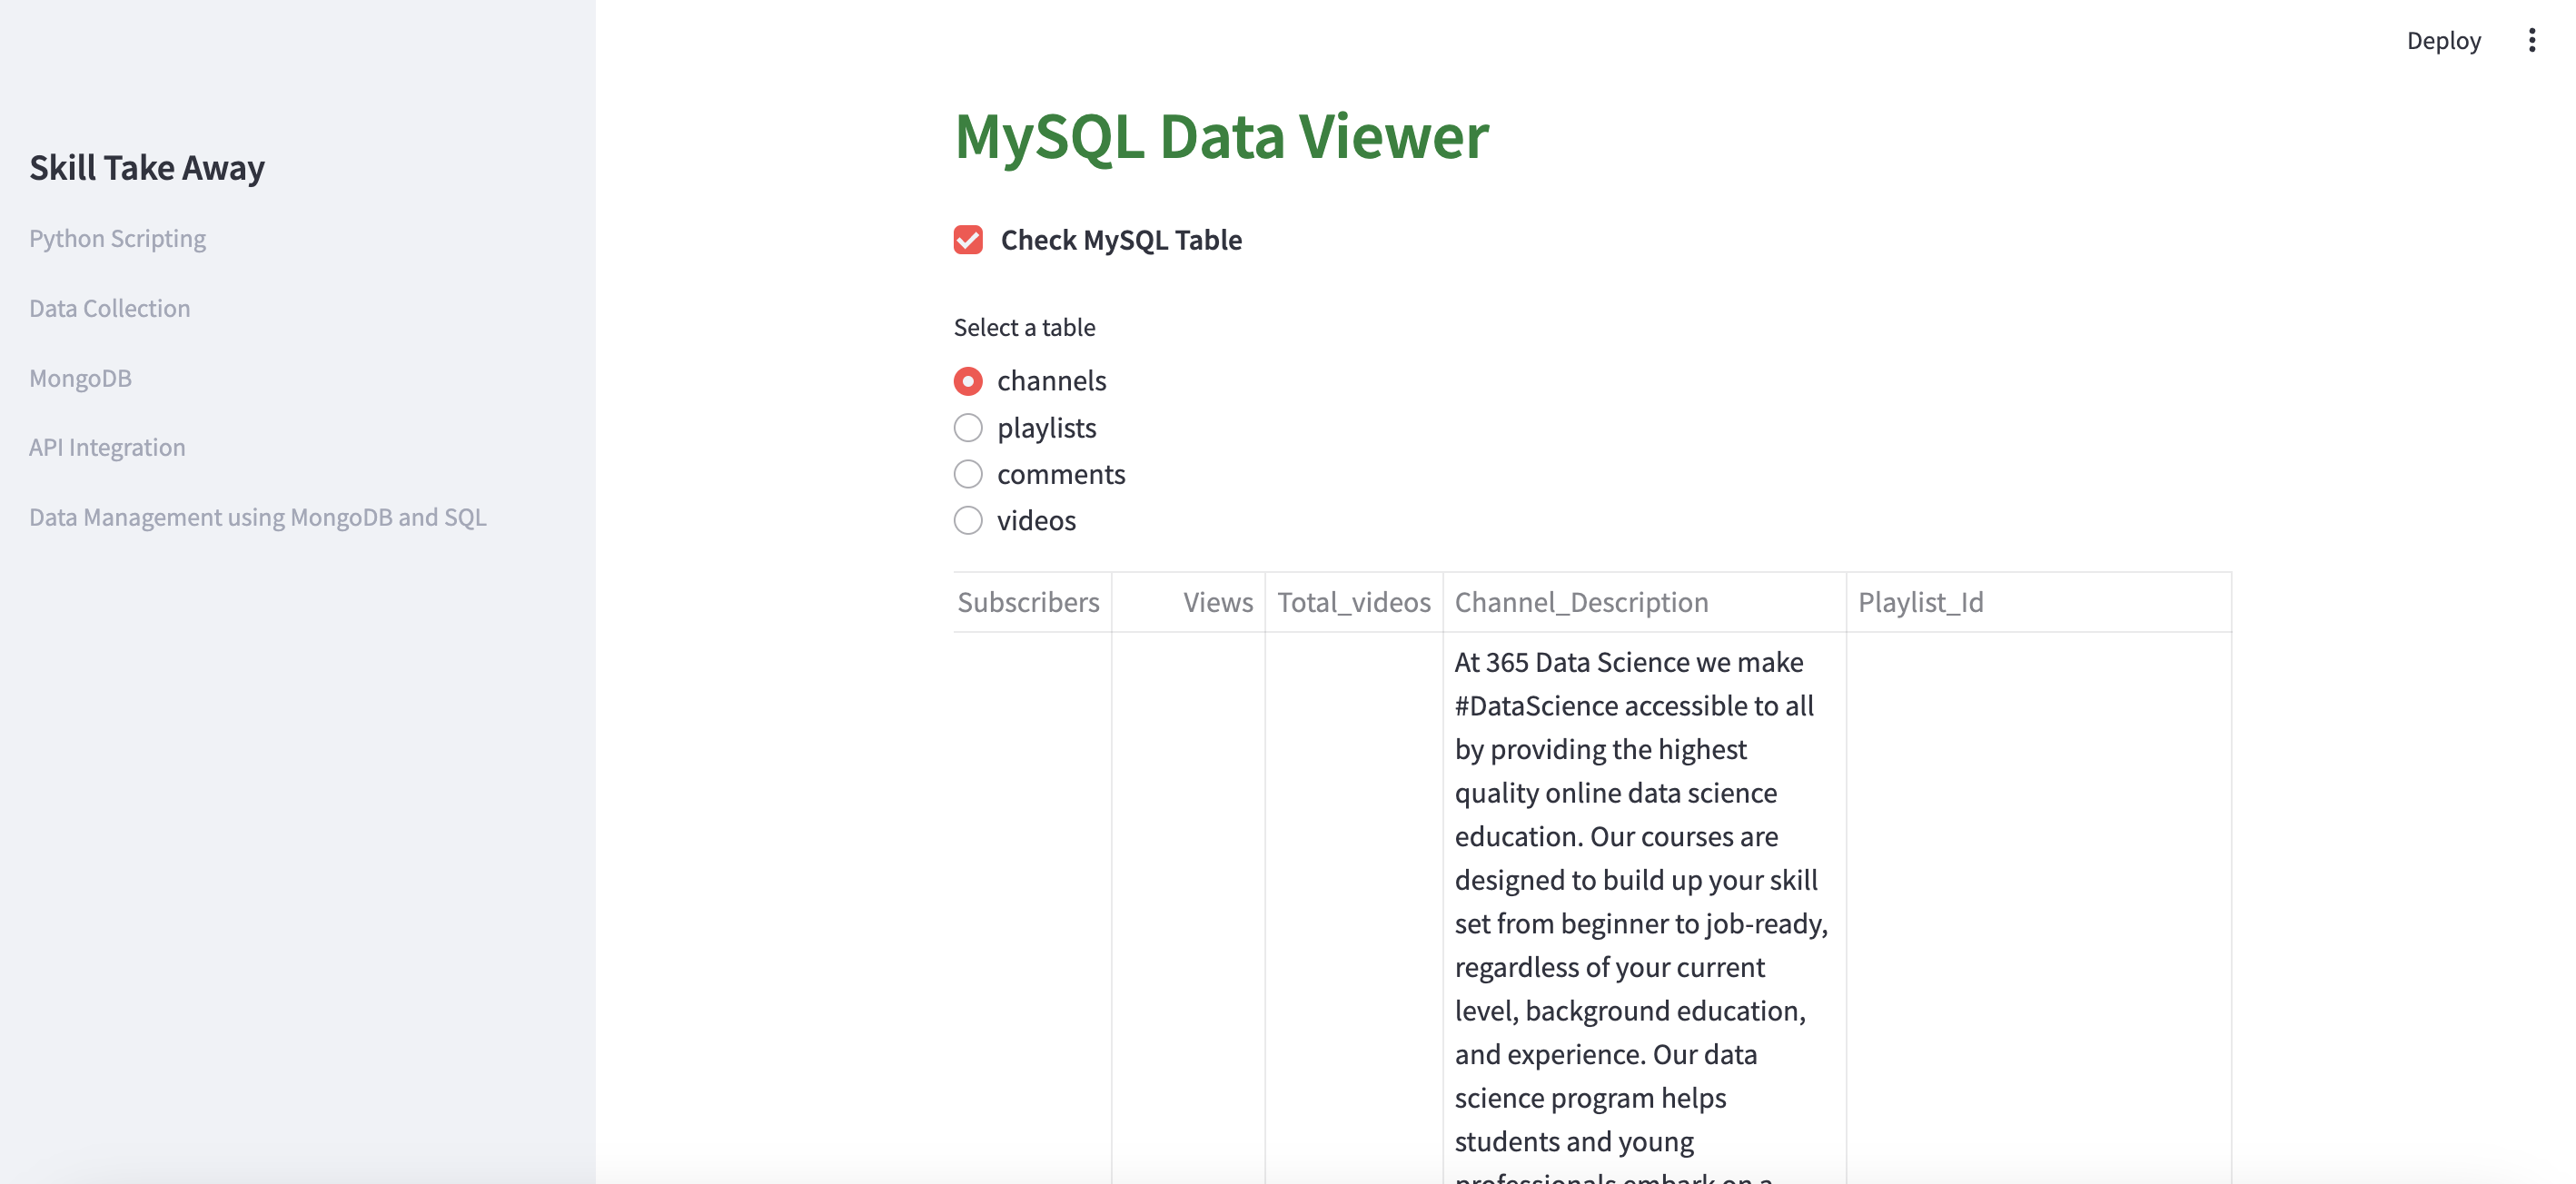 Deploy
Skill Take Away
Python Scripting
Data Collection
MongoDB
API Integration
Data Management using MongoDB and SQL
MySQL Data Viewer
Check MySQL Table
Select a table
channels
playlists
comments
videos
Subscribers Views Total_videos Channel_Description Playlist_Id
At 365 Data Science we make
#DataScience accessible to all
by providing the highest
quality online data science
education. Our courses are
designed to build up your skill
set from beginner to job-ready,
regardless of your current
level, background education,
and experience. Our data
science program helps
students and young
professionals embark on a